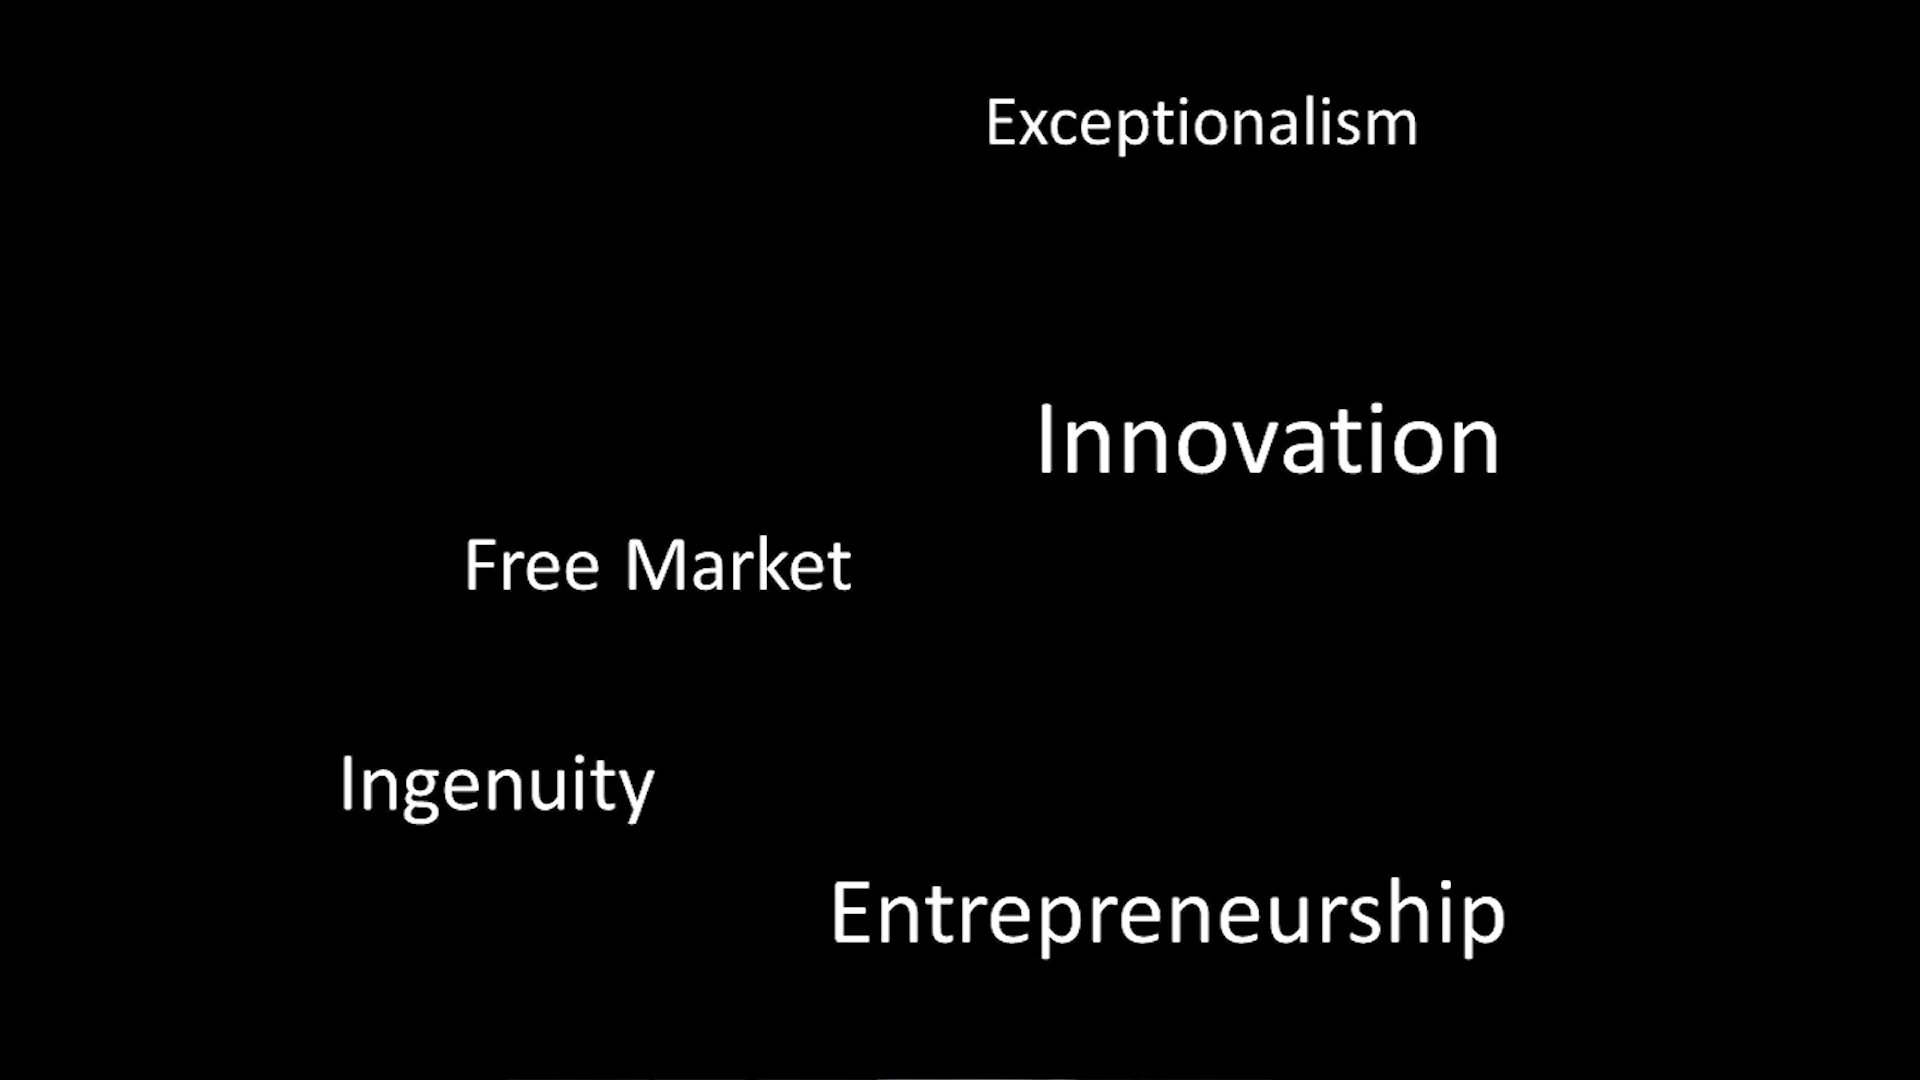 Exceptionalism
Innovation
Free Market
Ingenuity
Entrepreneurship